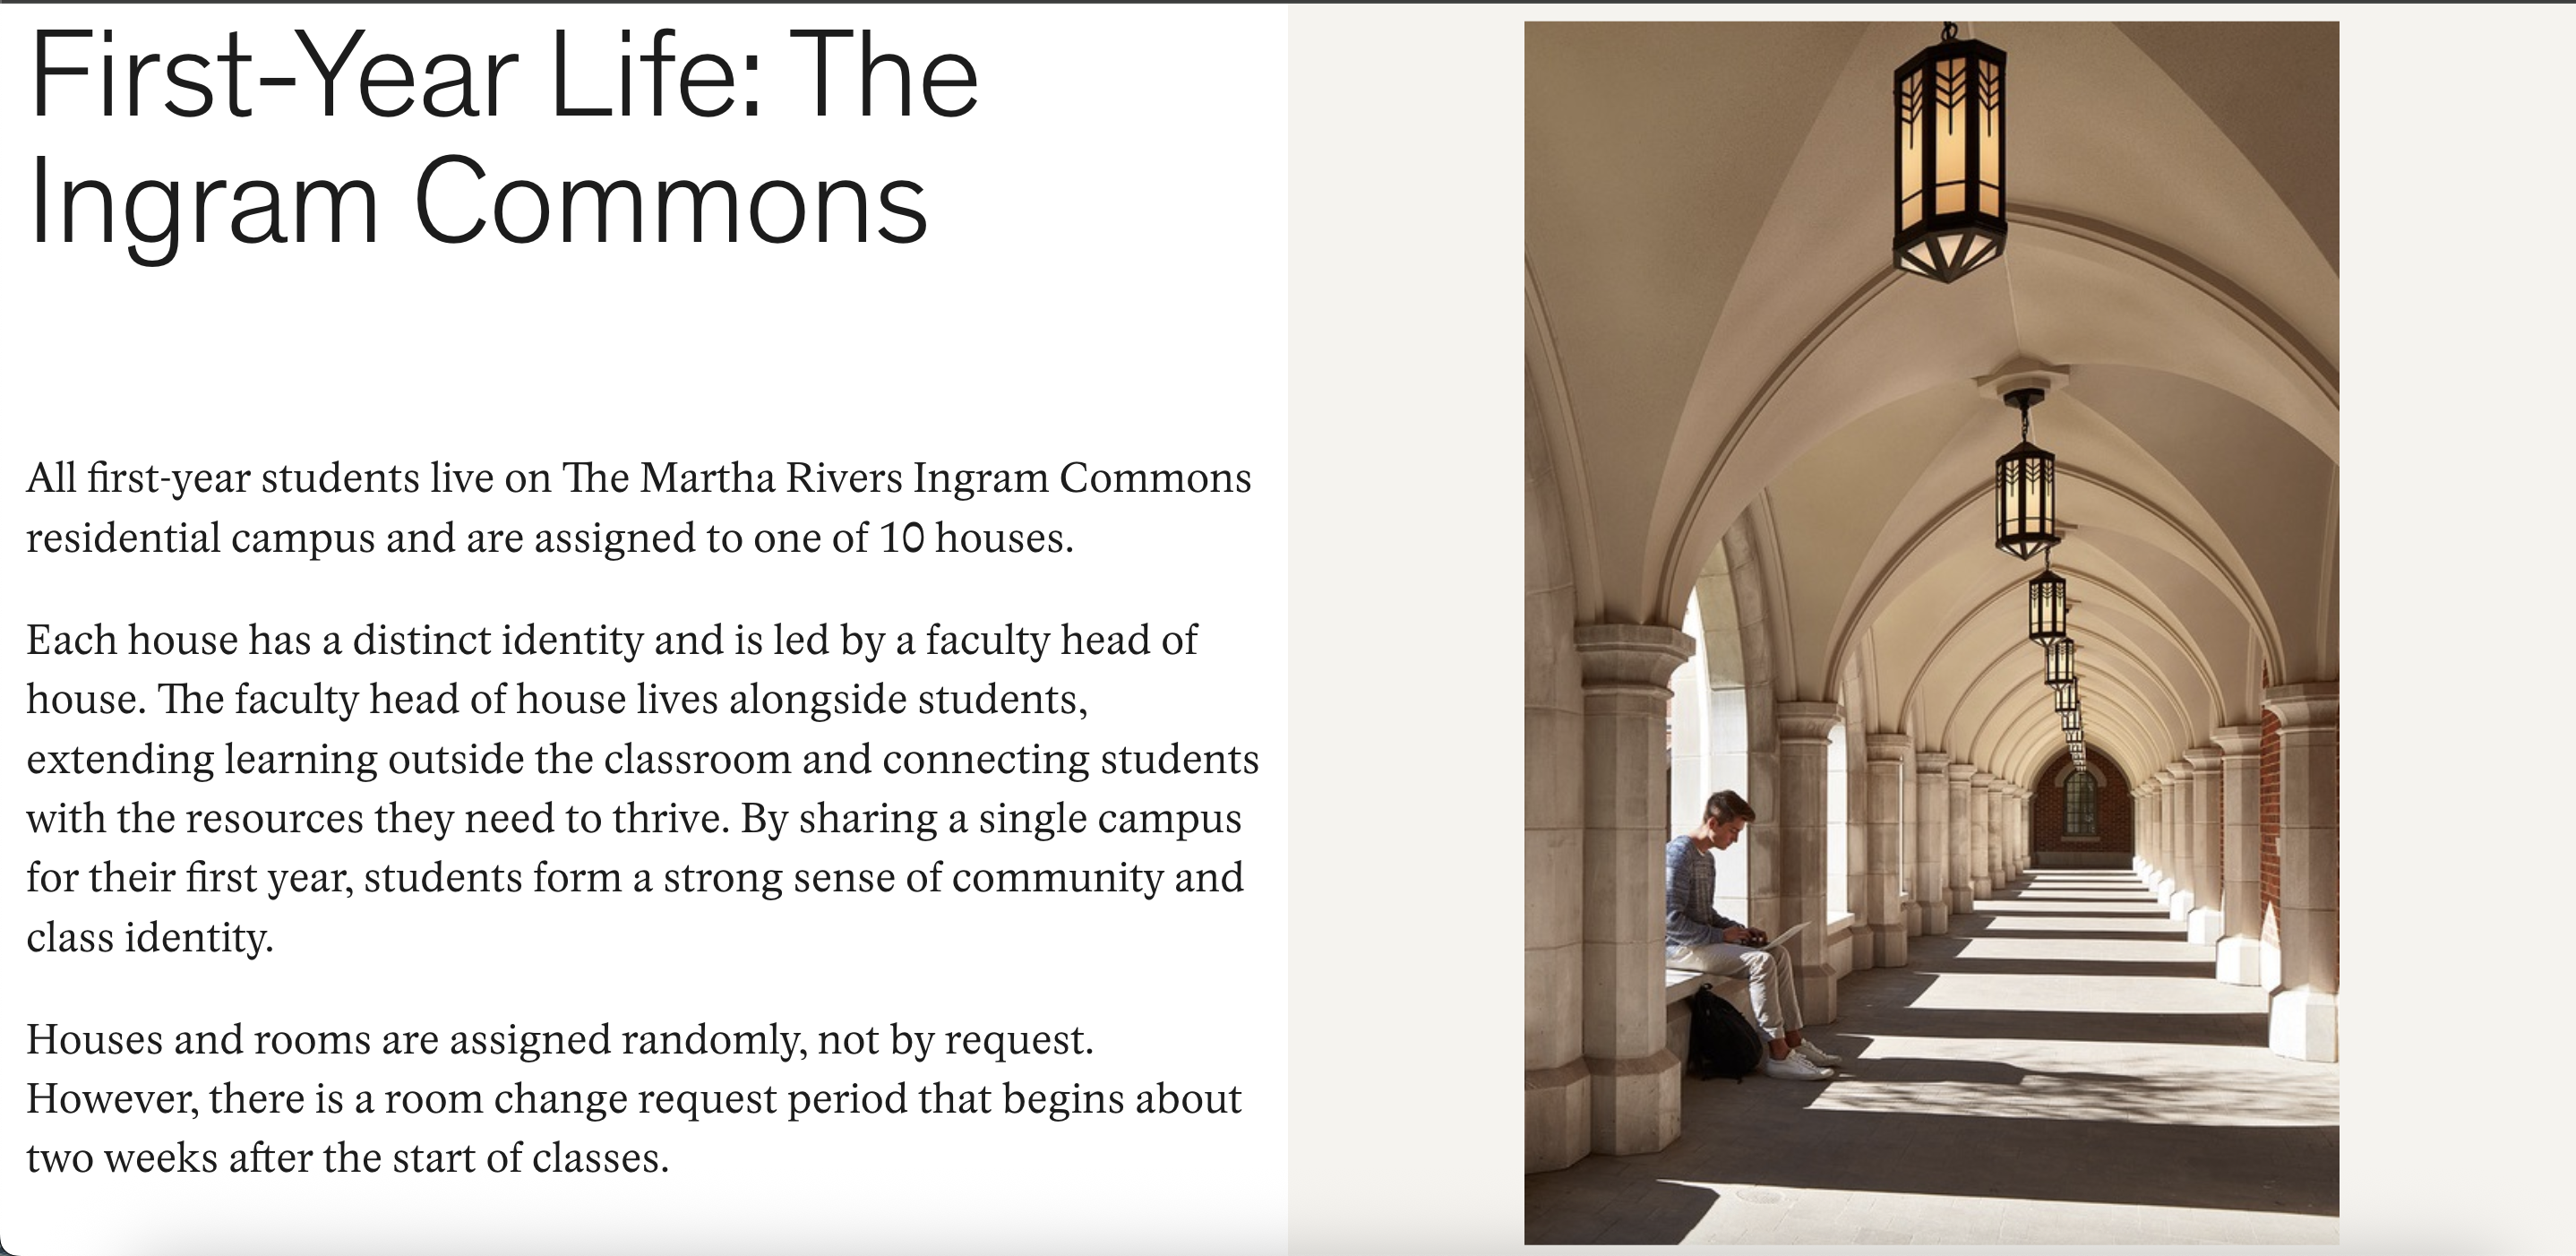 First-Year Life: The
Ingram Commons
All first-year students live on The Martha Rivers Ingram Commons
residential campus and are assigned to one of 10 houses.
Each house has a distinct identity and is led by a faculty head of
house. The faculty head of house lives alongside students,
extending learning outside the classroom and connecting students
with the resources they need to thrive. By sharing a single campus
for their first year, students form a strong sense of community and
class identity.
Houses and rooms are assigned randomly, not by request.
However, there is a room change request period that begins about
two weeks after the start of classes.